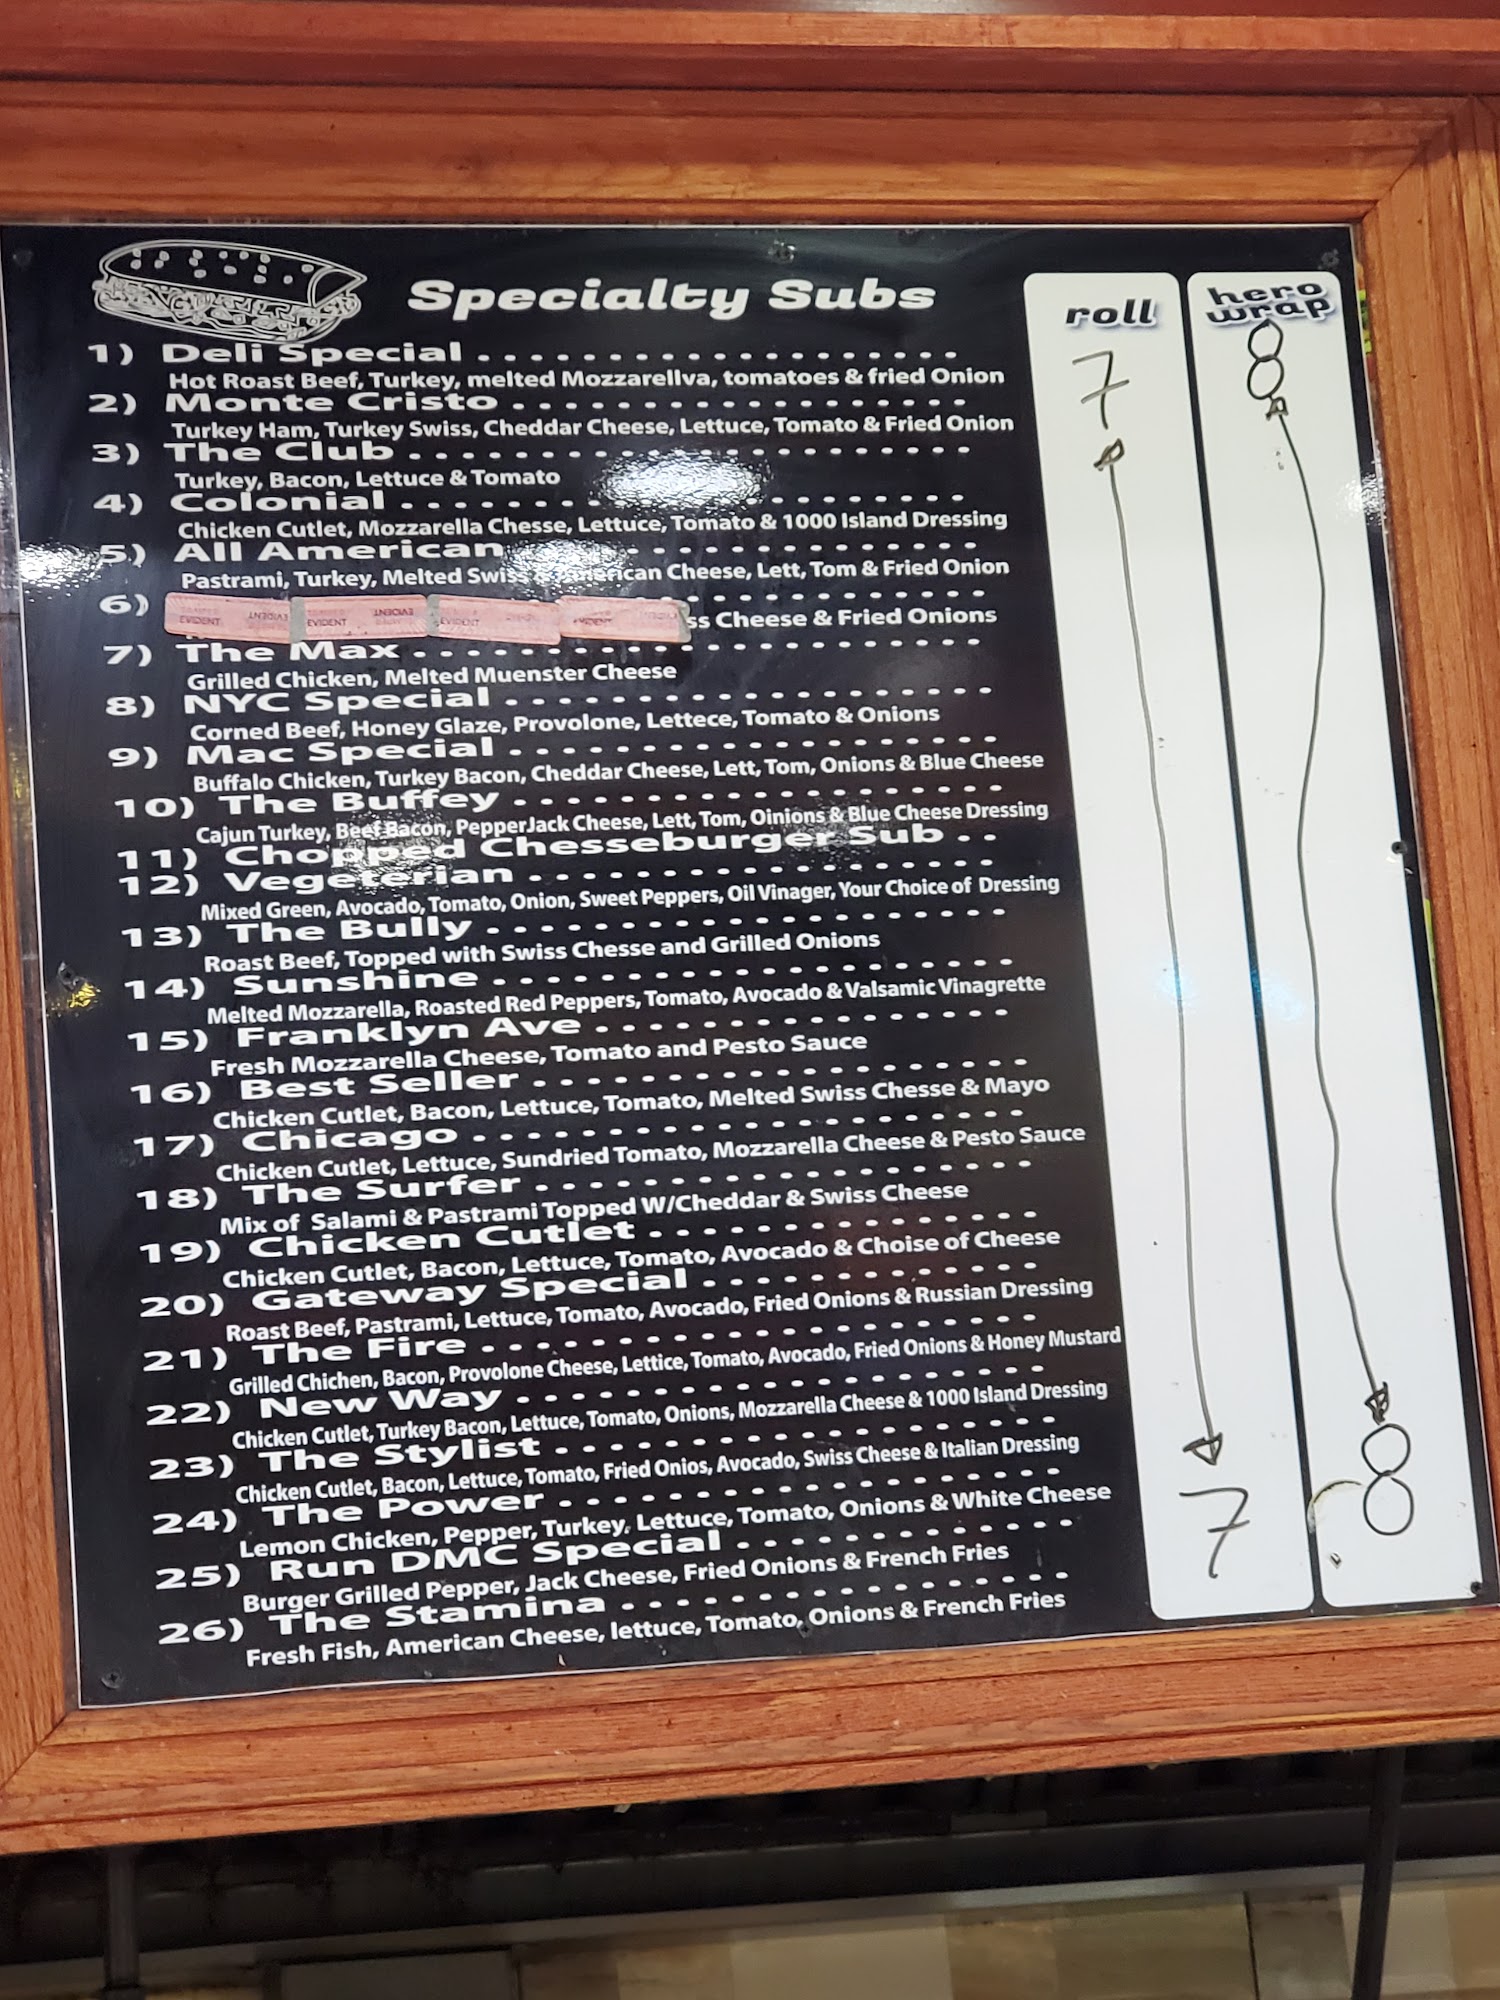 Specialty Subs
roll
hero
wrap
7
8
1) Deli Special
Hot Roast Beef, Turkey, melted Mozzarellva, tomatoes & fried Onion
2) Monte Cristo
Turkey Ham, Turkey Swiss, Cheddar Cheese, Lettuce, Tomato & Fried Onion
3) The Club
Turkey, Bacon, Lettuce & Tomato
4) Colonial
Chicken Cutlet, Mozzarella Chesse, Lettuce, Tomato & 1000 Island Dressing
5) All American
Pastrami, Turkey, Melted Swiss & American Cheese, Lett, Tom & Fried Onion
6)
EVIDENT EVIDENT EVIDENT EVIDENT EVIDENT EVIDENT
ss Cheese & Fried Onions
7) The Max
Grilled Chicken, Melted Muenster Cheese
8) NYC Special
Corned Beef, Honey Glaze, Provolone, Lettece, Tomato & Onions
9) Mac Special
Buffalo Chicken, Turkey Bacon, Cheddar Cheese, Lett, Tom, Onions & Blue Cheese
10) The Buffey
Cajun Turkey, Beef Bacon, PepperJack Cheese, Lett, Tom, Oinions & Blue Cheese Dressing
11) Chopped Chesseburger Sub
12) Vegeterian
Mixed Green, Avocado, Tomato, Onion, Sweet Peppers, Oil Vinager, Your Choice of Dressing
13) The Bully
Roast Beef, Topped with Swiss Chesse and Grilled Onions
14) Sunshine
Melted Mozzarella, Roasted Red Peppers, Tomato, Avocado & Valsamic Vinagrette
15) Franklyn Ave
Fresh Mozzarella Cheese, Tomato and Pesto Sauce
16) Best Seller
Chicken Cutlet, Bacon, Lettuce, Tomato, Melted Swiss Chesse & Mayo
17) Chicago
Chicken Cutlet, Lettuce, Sundried Tomato, Mozzarella Cheese & Pesto Sauce
18) The Surfer
Mix of Salami & Pastrami Topped W/Cheddar & Swiss Cheese
19) Chicken Cutlet
Chicken Cutlet, Bacon, Lettuce, Tomato, Avocado & Choise of Cheese
20) Gateway Special
Roast Beef, Pastrami, Lettuce, Tomato, Avocado, Fried Onions & Russian Dressing
21) The Fire
Grilled Chichen, Bacon, Provolone Cheese, Lettice, Tomato, Avocado, Fried Onions & Honey Mustard
22) New Way
Chicken Cutlet, Turkey Bacon, Lettuce, Tomato, Onions, Mozzarella Cheese & 1000 Island Dressing
23) The Stylist
Chicken Cutlet, Bacon, Lettuce, Tomato, Fried Onios, Avocado, Swiss Cheese & Italian Dressing
24) The Power
Lemon Chicken, Pepper, Turkey, Lettuce, Tomato, Onions & White Cheese
25) Run DMC Special
Burger Grilled Pepper, Jack Cheese, Fried Onions & French Fries
26) The Stamina
Fresh Fish, American Cheese, lettuce, Tomato, Onions & French Fries
7
8